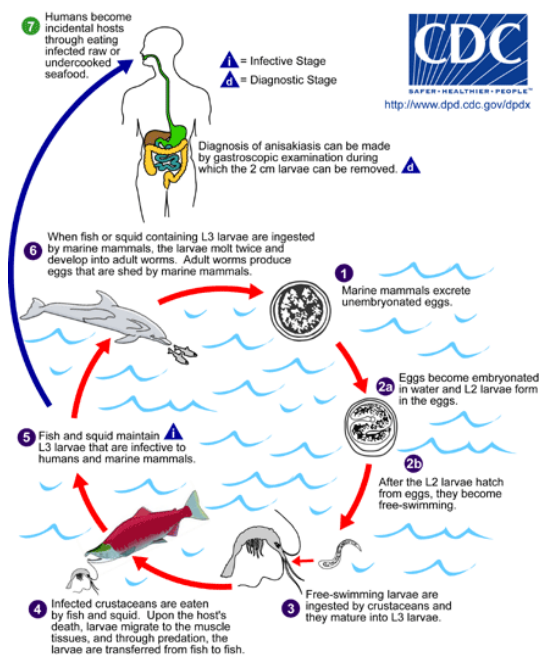 7 Humans become
incidental hosts
through eating
infected raw or
undercooked
seafood.
i = Infective Stage
d = Diagnostic Stage
CDC
SAFER • HEALTHIER • PEOPLE™
http://www.dpd.cdc.gov/dpdx
Diagnosis of anisakiasis can be made
by gastroscopic examination during
which the 2 cm larvae can be removed. d
6 When fish or squid containing L3 larvae are ingested
by marine mammals, the larvae molt twice and
develop into adult worms. Adult worms produce
eggs that are shed by marine mammals.
1
Marine mammals excrete
unembryonated eggs.
2a Eggs become embryonated
in water and L2 larvae form
in the eggs.
2b
After the L2 larvae hatch
from eggs, they become
free-swimming.
3 Free-swimming larvae are
ingested by crustaceans and
they mature into L3 larvae.
4 Infected crustaceans are eaten
by fish and squid. Upon the host's
death, larvae migrate to the muscle
tissues, and through predation, the
larvae are transferred from fish to fish.
5 Fish and squid maintain i
L3 larvae that are infective to
humans and marine mammals.